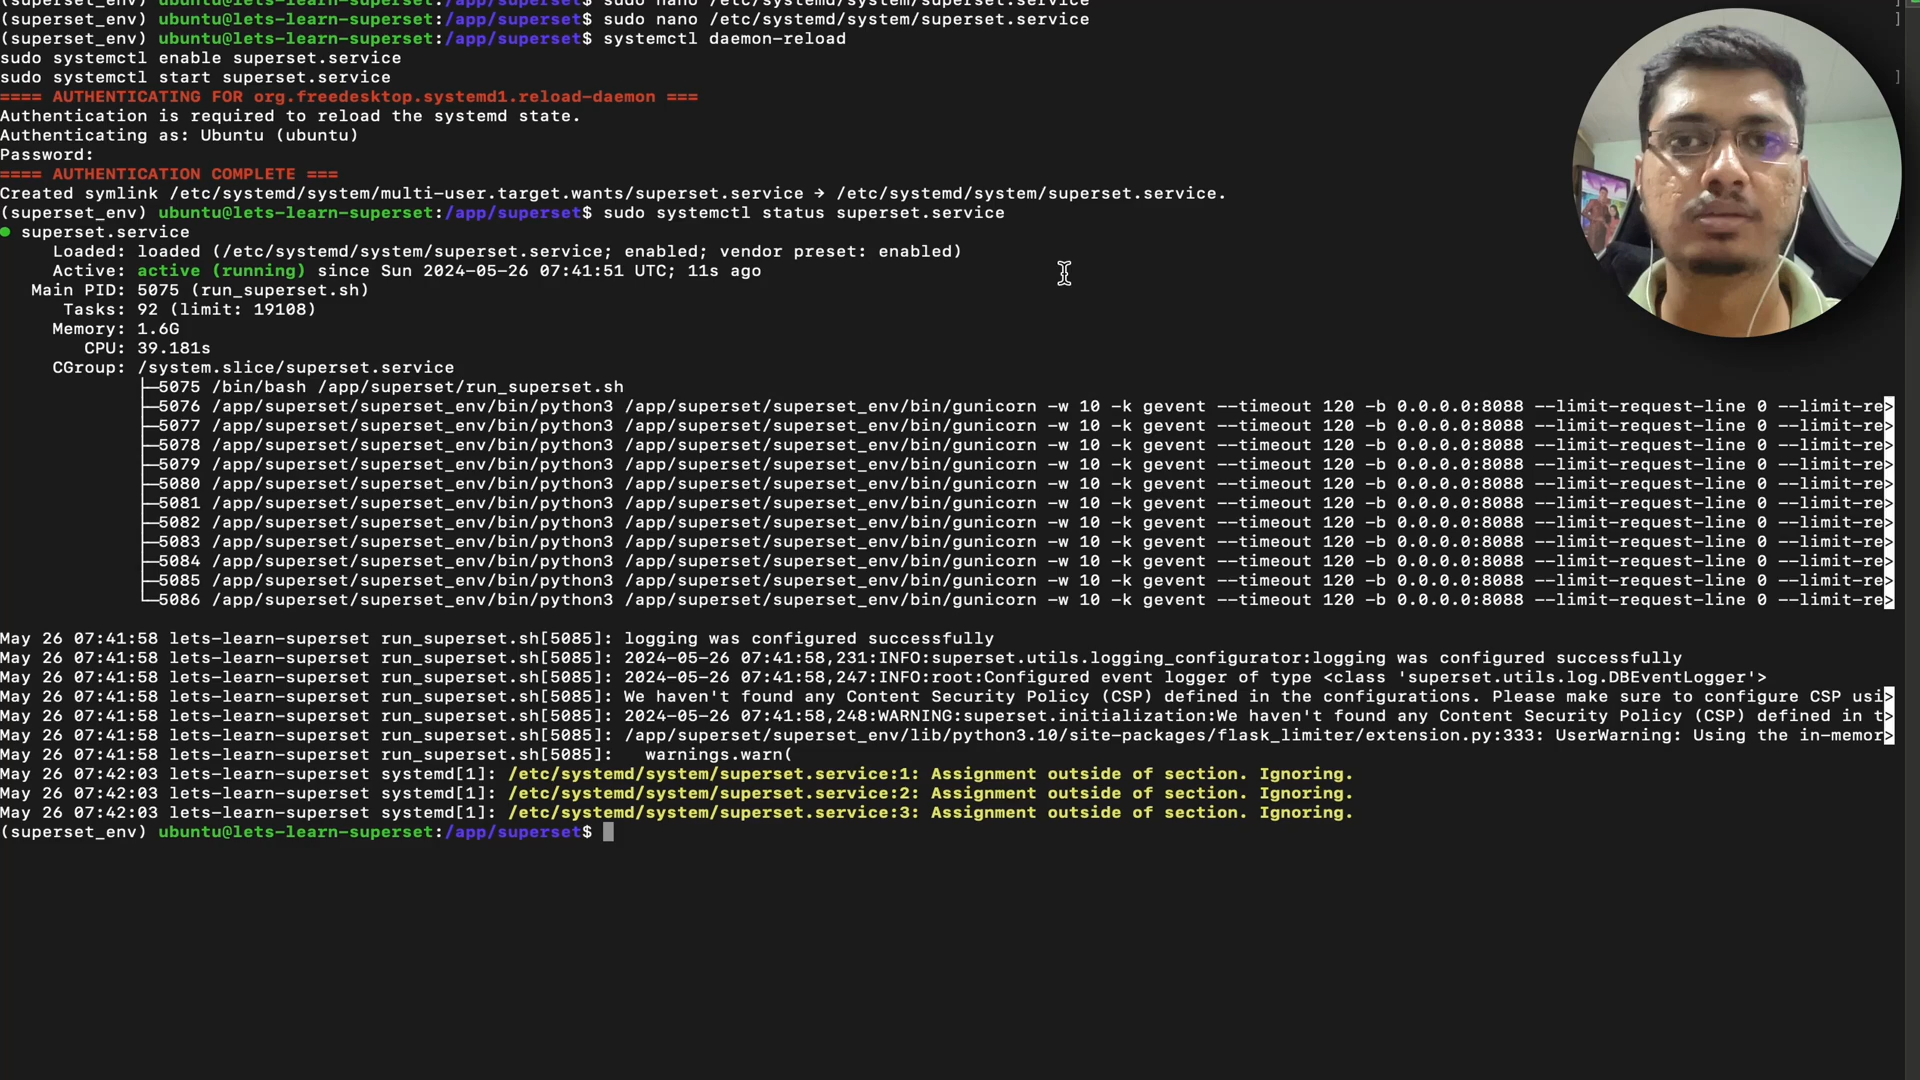 (superset_env) ubuntu@lets-learn-superset:/app/superset$ sudo nano /etc/systemd/system/superset.service
(superset_env) ubuntu@lets-learn-superset:/app/superset$ sudo nano /etc/systemd/system/superset.service
(superset_env) ubuntu@lets-learn-superset:/app/superset$ systemctl daemon-reload
sudo systemctl enable superset.service
sudo systemctl start superset.service
==== AUTHENTICATING FOR org.freedesktop.systemd1.reload-daemon ===
Authentication is required to reload the systemd state.
Authenticating as: Ubuntu (ubuntu)
Password:
==== AUTHENTICATION COMPLETE ===
Created symlink /etc/systemd/system/multi-user.target.wants/superset.service → /etc/systemd/system/superset.service.
(superset_env) ubuntu@lets-learn-superset:/app/superset$ sudo systemctl status superset.service
● superset.service
Loaded: loaded (/etc/systemd/system/superset.service; enabled; vendor preset: enabled)
Active: active (running) since Sun 2024-05-26 07:41:51 UTC; 11s ago
Main PID: 5075 (run_superset.sh)
Tasks: 92 (limit: 19108)
Memory: 1.6G
CPU: 39.181s
CGroup: /system.slice/superset.service
├─5075 /bin/bash /app/superset/run_superset.sh
├─5076 /app/superset/superset_env/bin/python3 /app/superset/superset_env/bin/gunicorn -w 10 -k gevent --timeout 120 -b 0.0.0.0:8088 --limit-request-line 0 --limit-re>
├─5077 /app/superset/superset_env/bin/python3 /app/superset/superset_env/bin/gunicorn -w 10 -k gevent --timeout 120 -b 0.0.0.0:8088 --limit-request-line 0 --limit-re>
├─5078 /app/superset/superset_env/bin/python3 /app/superset/superset_env/bin/gunicorn -w 10 -k gevent --timeout 120 -b 0.0.0.0:8088 --limit-request-line 0 --limit-re>
├─5079 /app/superset/superset_env/bin/python3 /app/superset/superset_env/bin/gunicorn -w 10 -k gevent --timeout 120 -b 0.0.0.0:8088 --limit-request-line 0 --limit-re>
├─5080 /app/superset/superset_env/bin/python3 /app/superset/superset_env/bin/gunicorn -w 10 -k gevent --timeout 120 -b 0.0.0.0:8088 --limit-request-line 0 --limit-re>
├─5081 /app/superset/superset_env/bin/python3 /app/superset/superset_env/bin/gunicorn -w 10 -k gevent --timeout 120 -b 0.0.0.0:8088 --limit-request-line 0 --limit-re>
├─5082 /app/superset/superset_env/bin/python3 /app/superset/superset_env/bin/gunicorn -w 10 -k gevent --timeout 120 -b 0.0.0.0:8088 --limit-request-line 0 --limit-re>
├─5083 /app/superset/superset_env/bin/python3 /app/superset/superset_env/bin/gunicorn -w 10 -k gevent --timeout 120 -b 0.0.0.0:8088 --limit-request-line 0 --limit-re>
├─5084 /app/superset/superset_env/bin/python3 /app/superset/superset_env/bin/gunicorn -w 10 -k gevent --timeout 120 -b 0.0.0.0:8088 --limit-request-line 0 --limit-re>
├─5085 /app/superset/superset_env/bin/python3 /app/superset/superset_env/bin/gunicorn -w 10 -k gevent --timeout 120 -b 0.0.0.0:8088 --limit-request-line 0 --limit-re>
└─5086 /app/superset/superset_env/bin/python3 /app/superset/superset_env/bin/gunicorn -w 10 -k gevent --timeout 120 -b 0.0.0.0:8088 --limit-request-line 0 --limit-re>
May 26 07:41:58 lets-learn-superset run_superset.sh[5085]: logging was configured successfully
May 26 07:41:58 lets-learn-superset run_superset.sh[5085]: 2024-05-26 07:41:58,231:INFO:superset.utils.logging_configurator:logging was configured successfully
May 26 07:41:58 lets-learn-superset run_superset.sh[5085]: 2024-05-26 07:41:58,247:INFO:root:Configured event logger of type <class 'superset.utils.log.DBEventLogger'>
May 26 07:41:58 lets-learn-superset run_superset.sh[5085]: We haven't found any Content Security Policy (CSP) defined in the configurations. Please make sure to configure CSP usi>
May 26 07:41:58 lets-learn-superset run_superset.sh[5085]: 2024-05-26 07:41:58,248:WARNING:superset.initialization:We haven't found any Content Security Policy (CSP) defined in t>
May 26 07:41:58 lets-learn-superset run_superset.sh[5085]: /app/superset/superset_env/lib/python3.10/site-packages/flask_limiter/extension.py:333: UserWarning: Using the in-memor>
May 26 07:41:58 lets-learn-superset run_superset.sh[5085]:   warnings.warn(
May 26 07:42:03 lets-learn-superset systemd[1]: /etc/systemd/system/superset.service:1: Assignment outside of section. Ignoring.
May 26 07:42:03 lets-learn-superset systemd[1]: /etc/systemd/system/superset.service:2: Assignment outside of section. Ignoring.
May 26 07:42:03 lets-learn-superset systemd[1]: /etc/systemd/system/superset.service:3: Assignment outside of section. Ignoring.
(superset_env) ubuntu@lets-learn-superset:/app/superset$